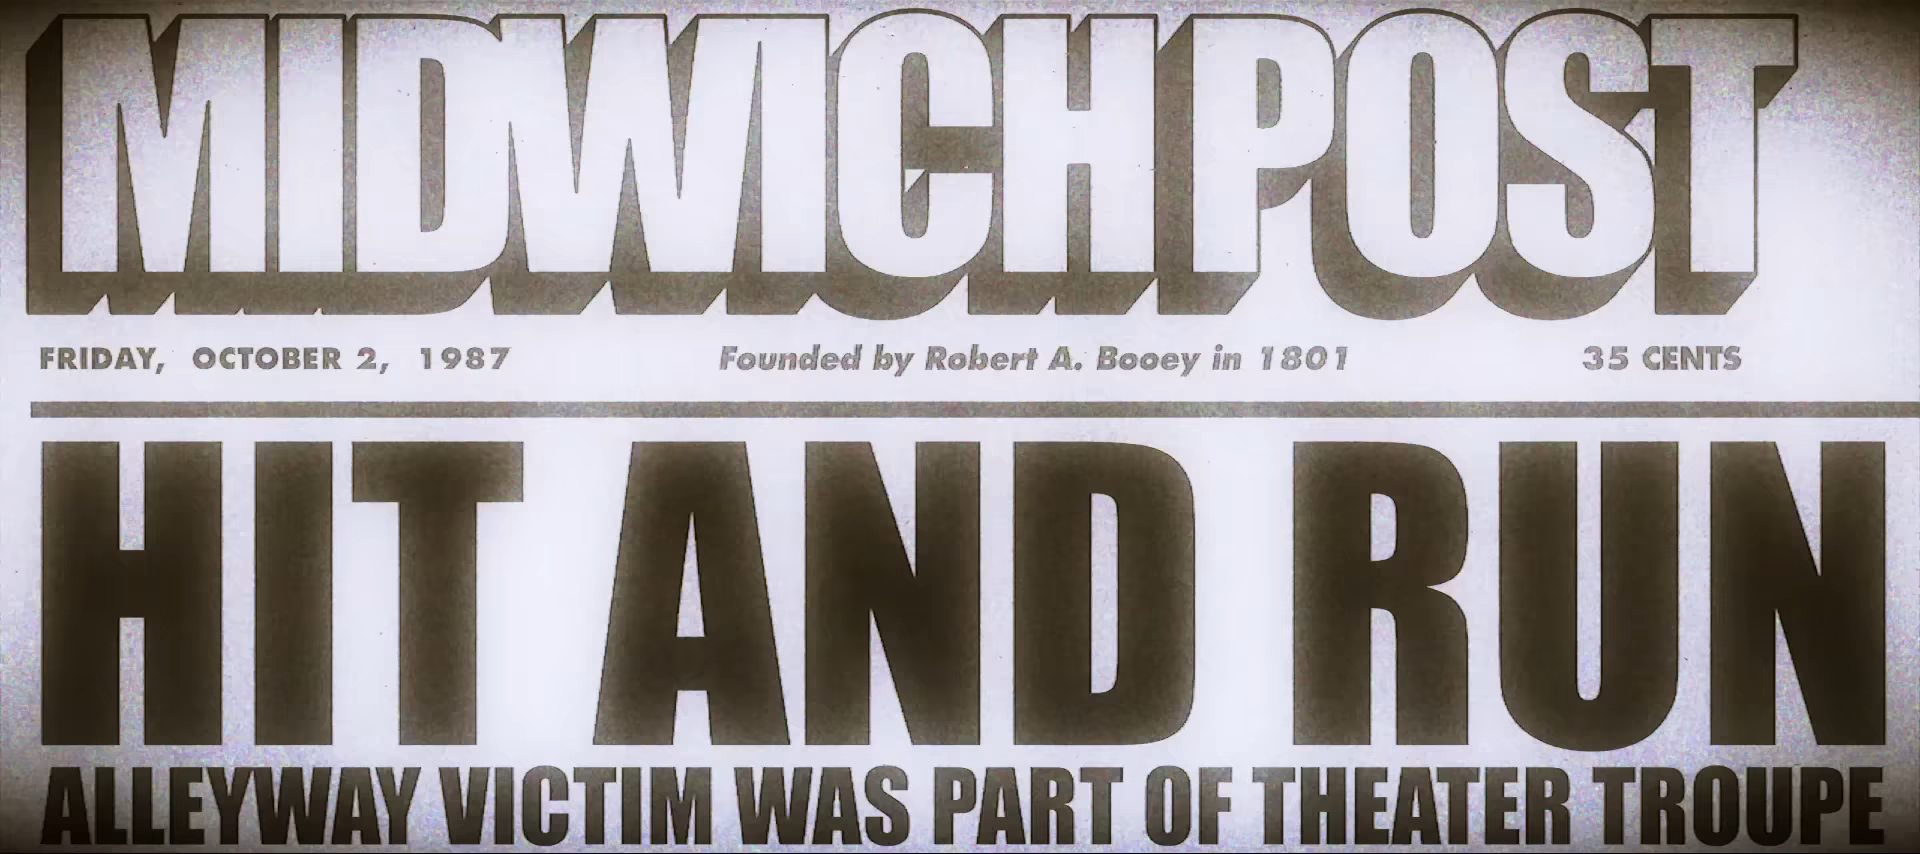 MIDWICH POST
FRIDAY, OCTOBER 2, 1987 Founded by Robert A. Booey in 1801 35 CENTS
HIT AND RUN
ALLEYWAY VICTIM WAS PART OF THEATER TROUPE